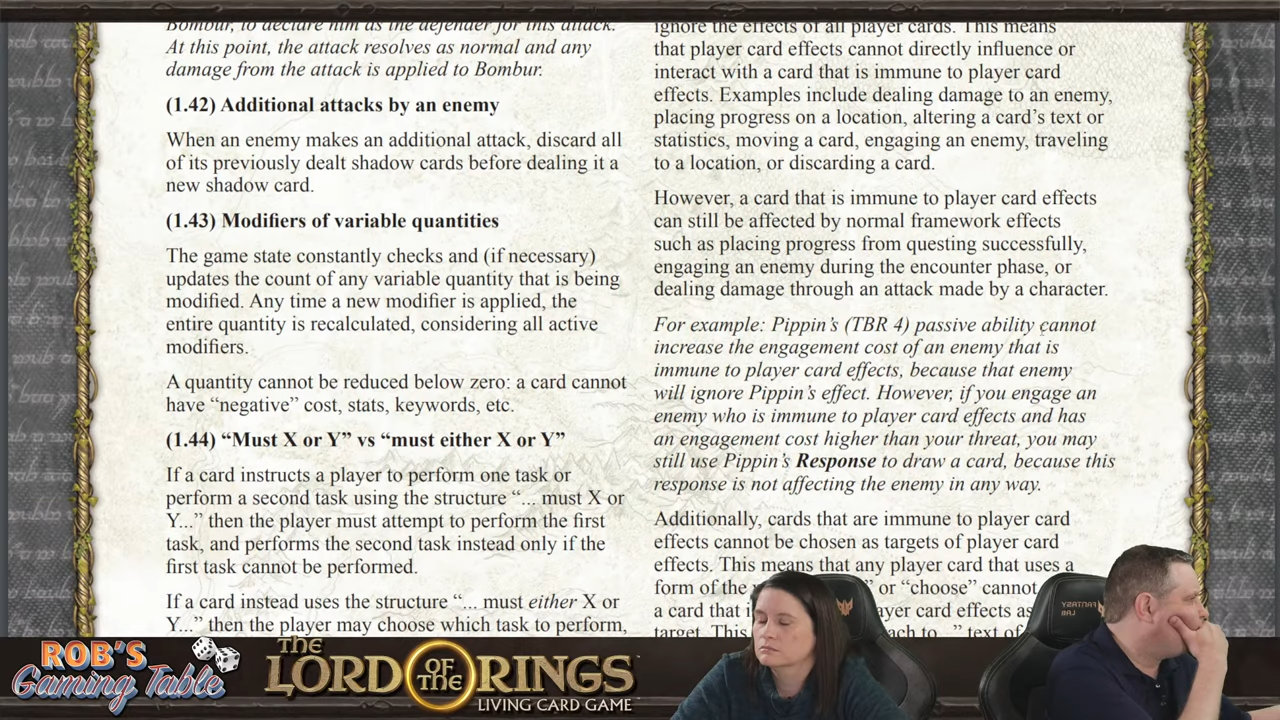 Bombur, to declare him as the defender for this attack.
At this point, the attack resolves as normal and any
damage from the attack is applied to Bombur.
(1.42) Additional attacks by an enemy
When an enemy makes an additional attack, discard all
of its previously dealt shadow cards before dealing it a
new shadow card.
(1.43) Modifiers of variable quantities
The game state constantly checks and (if necessary)
updates the count of any variable quantity that is being
modified. Any time a new modifier is applied, the
entire quantity is recalculated, considering all active
modifiers.
A quantity cannot be reduced below zero: a card cannot
have “negative” cost, stats, keywords, etc.
(1.44) “Must X or Y” vs “must either X or Y”
If a card instructs a player to perform one task or
perform a second task using the structure “... must X or
Y...” then the player must attempt to perform the first
task, and performs the second task instead only if the
first task cannot be performed.
If a card instead uses the structure “... must either X or
Y...” then the player may choose which task to perform,
ignore the effects of all player cards. This means
that player card effects cannot directly influence or
interact with a card that is immune to player card
effects. Examples include dealing damage to an enemy,
placing progress on a location, altering a card’s text or
statistics, moving a card, engaging an enemy, traveling
to a location, or discarding a card.
However, a card that is immune to player card effects
can still be affected by normal framework effects
such as placing progress from questing successfully,
engaging an enemy during the encounter phase, or
dealing damage through an attack made by a character.
For example: Pippin’s (TBR 4) passive ability cannot
increase the engagement cost of an enemy that is
immune to player card effects, because that enemy
will ignore Pippin’s effect. However, if you engage an
enemy who is immune to player card effects and has
an engagement cost higher than your threat, you may
still use Pippin’s Response to draw a card, because this
response is not affecting the enemy in any way.
Additionally, cards that are immune to player card
effects cannot be chosen as targets of player card
effects. This means that any player card that uses a
form of the ” or “choose” cannot
a card that ayer card effects as
target. This ach to...” text of
ROB'S
Gaming Table
THE
LORD OF THE RINGS
LIVING CARD GAME